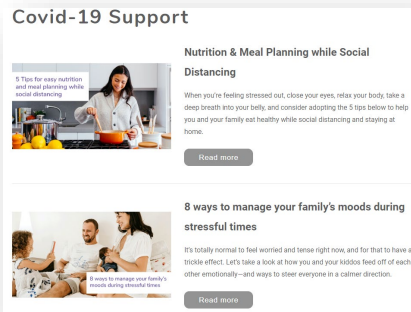 Covid-19 Support
Nutrition & Meal Planning while Social
Distancing
5 Tips for easy nutrition
and meal planning while
social distancing
When you're feeling stressed out, close your eyes, relax your body, take a
deep breath into your belly, and consider adopting the 5 tips below to help
you and your family eat healthy while social distancing and staying at
home.
Read more
8 ways to manage your family's moods during
stressful times
It's totally normal to feel worried and tense right now, and for that to have a
trickle effect. Let's take a look at how you and your kiddos feed off of each
other emotionally—and ways to steer everyone in a calmer direction.
8 ways to manage your family's
moods during stressful times
Read more